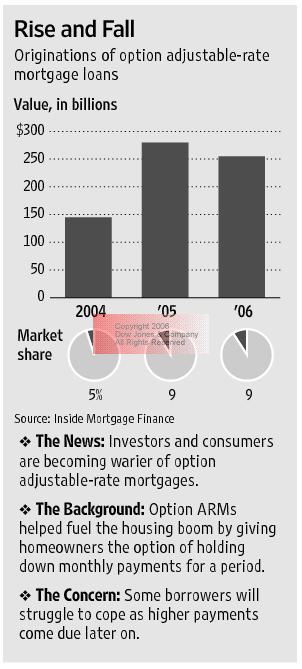 Rise and Fall
Originations of option adjustable-rate
mortgage loans
Value, in billions
$300
250
200
150
100
50
0
2004 '05 '06
Market
share
Copyright 2006
Dow Jones & Company
All Rights Reserved
5% 9 9
Source: Inside Mortgage Finance
❖ The News: Investors and consumers
are becoming warier of option
adjustable-rate mortgages.
❖ The Background: Option ARMs
helped fuel the housing boom by giving
homeowners the option of holding
down monthly payments for a period.
❖ The Concern: Some borrowers will
struggle to cope as higher payments
come due later on.